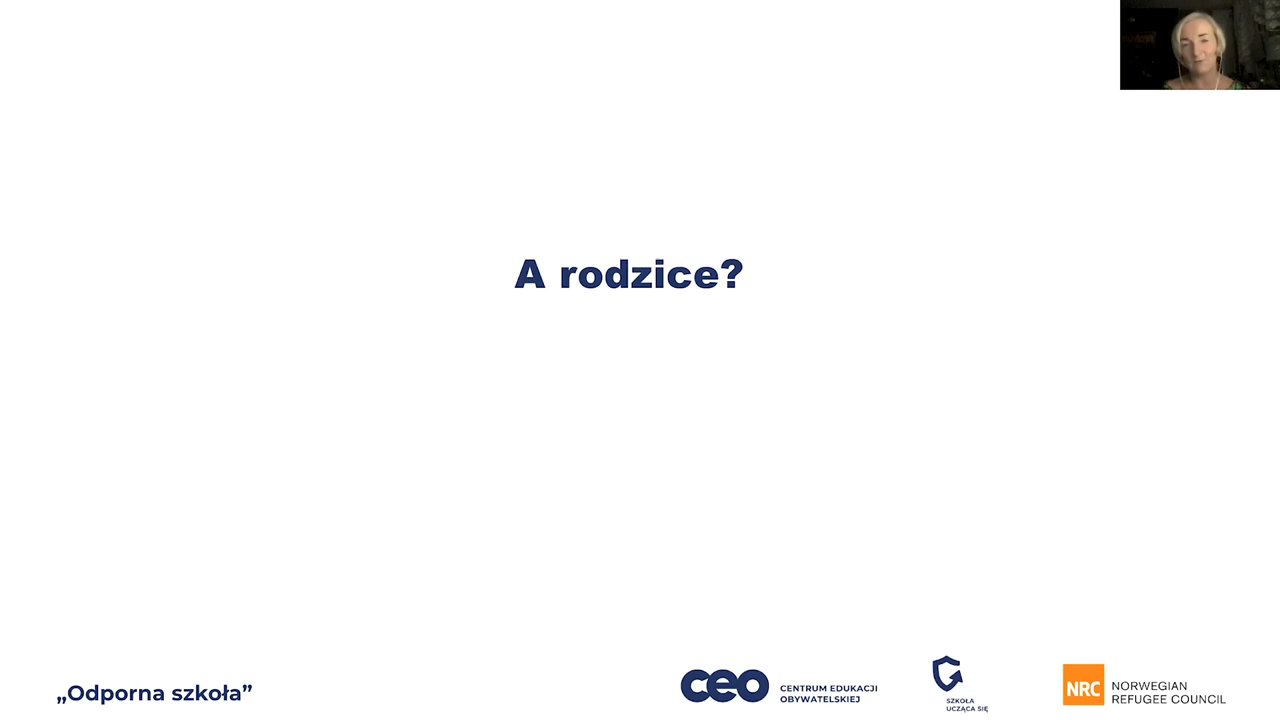 A rodzice?
„Odporna szkoła”
ceo
CENTRUM EDUKACJI
OBYWATELSKIEJ
SZKOŁA
UCZĄCA SIĘ
NRC
NORWEGIAN
REFUGEE COUNCIL